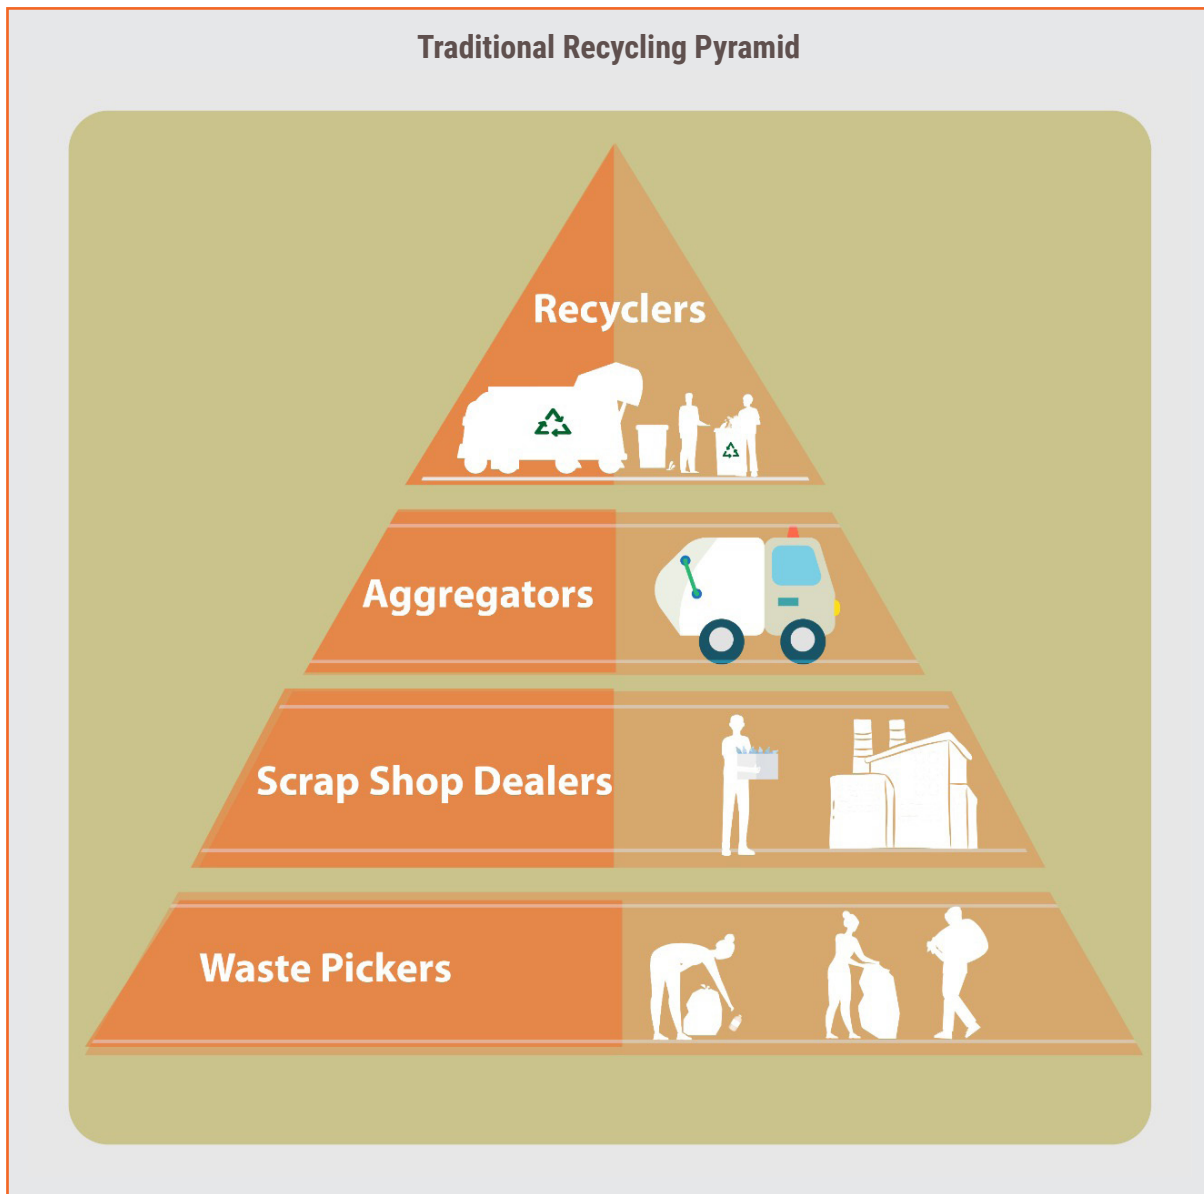 Traditional Recycling Pyramid
Recyclers
Aggregators
Scrap Shop Dealers
Waste Pickers